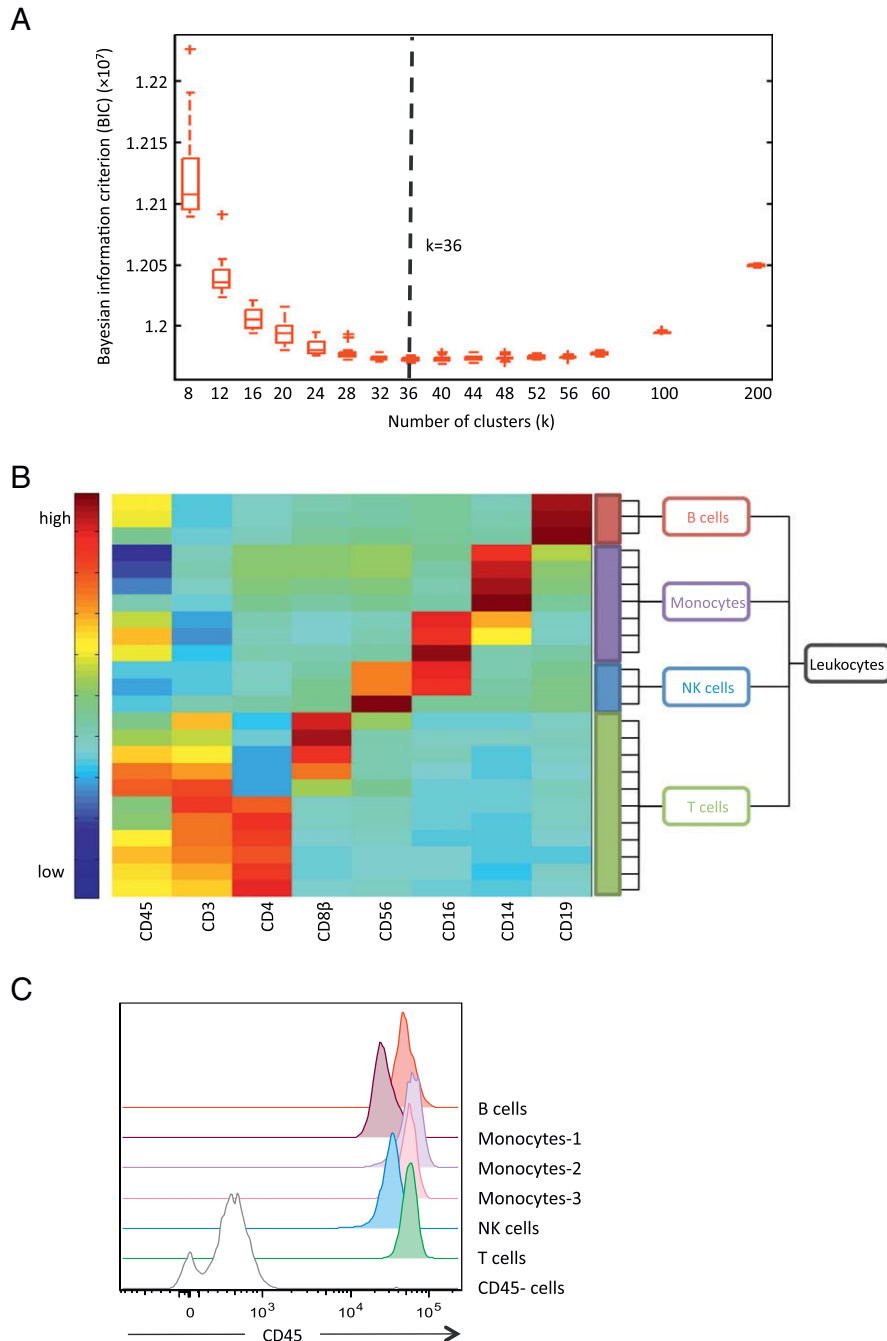 A
Bayesian information criterion (BIC) (×10⁷)
1.22
1.215
1.21
1.205
1.2
k=36
8 12 16 20 24 28 32 36 40 44 48 52 56 60 100 200
Number of clusters (k)
B
high
low
B cells
Monocytes
NK cells
T cells
Leukocytes
CD45 CD3 CD4 CD8β CD56 CD16 CD14 CD19
C
B cells
Monocytes-1
Monocytes-2
Monocytes-3
NK cells
T cells
CD45- cells
0 10³ 10⁴ 10⁵
CD45